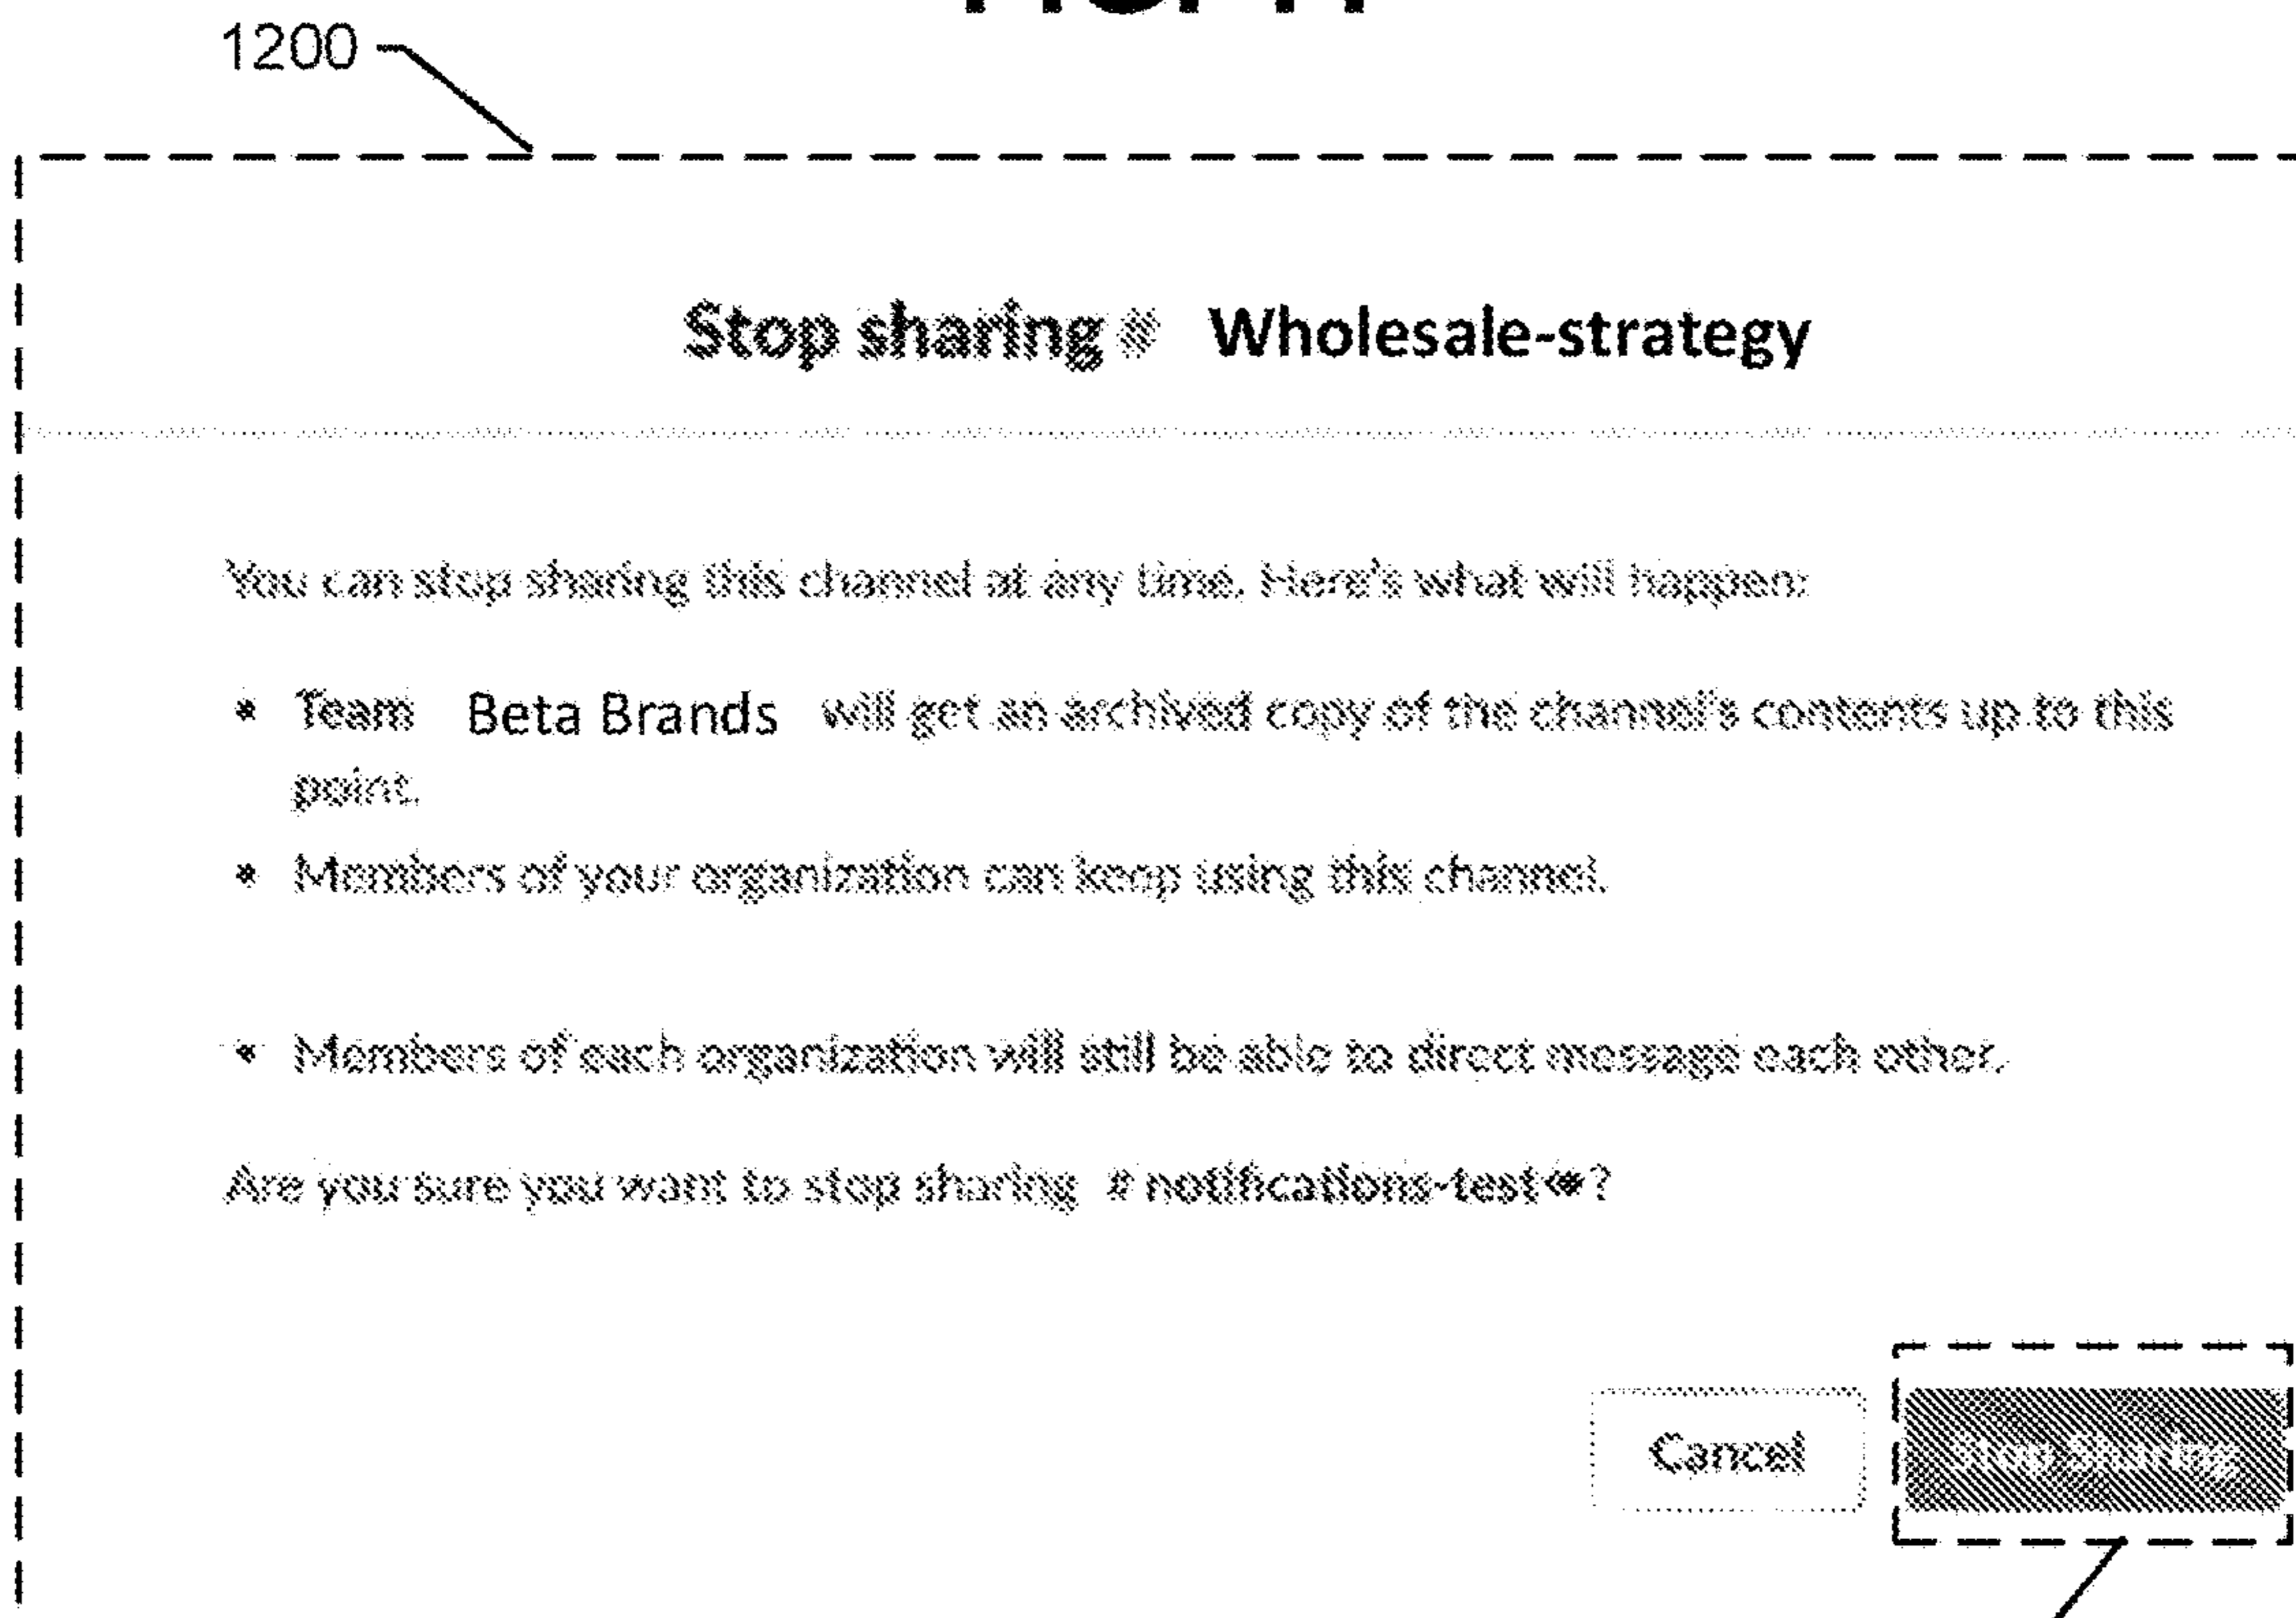 1200
Stop sharing # Wholesale-strategy
You can stop sharing this channel at any time. Here's what will happen:
• Team Beta Brands will get an archived copy of the channel's contents up to this
point.
• Members of your organization can keep using this channel.
• Members of each organization will still be able to direct message each other.
Are you sure you want to stop sharing # notifications-test ?
Cancel Stop Sharing